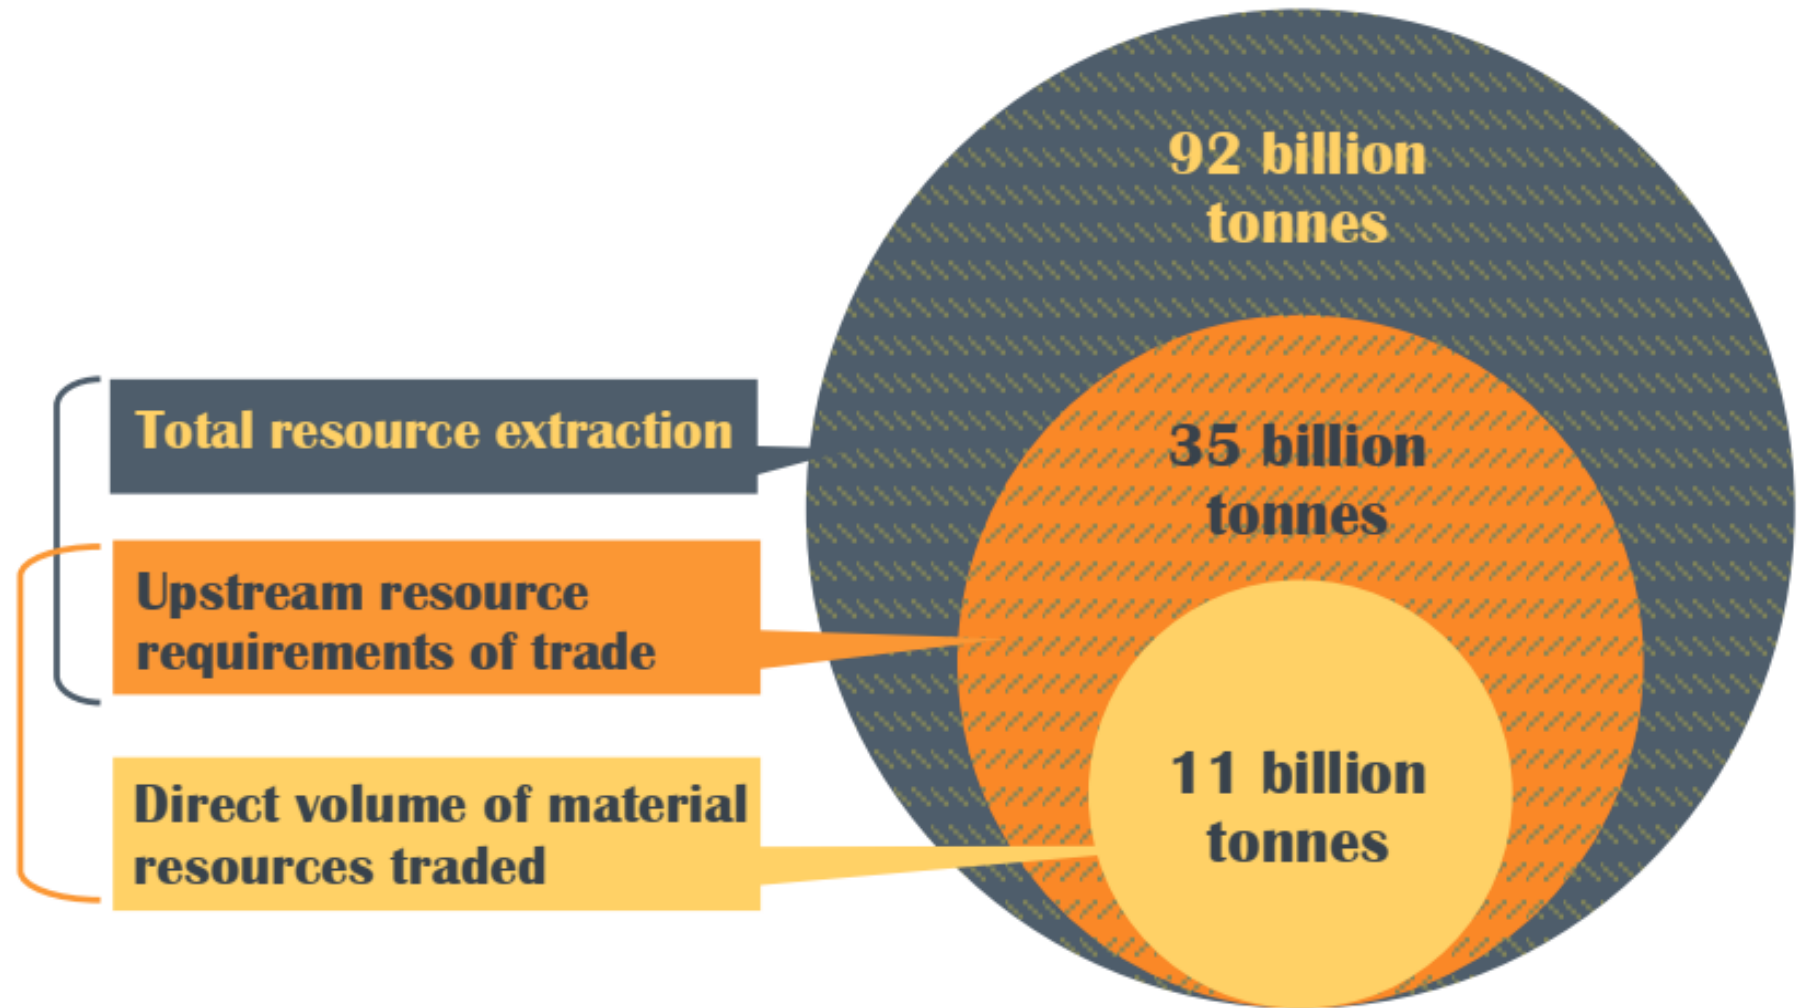 92 billion
tonnes
Total resource extraction
35 billion
tonnes
Upstream resource
requirements of trade
11 billion
tonnes
Direct volume of material
resources traded